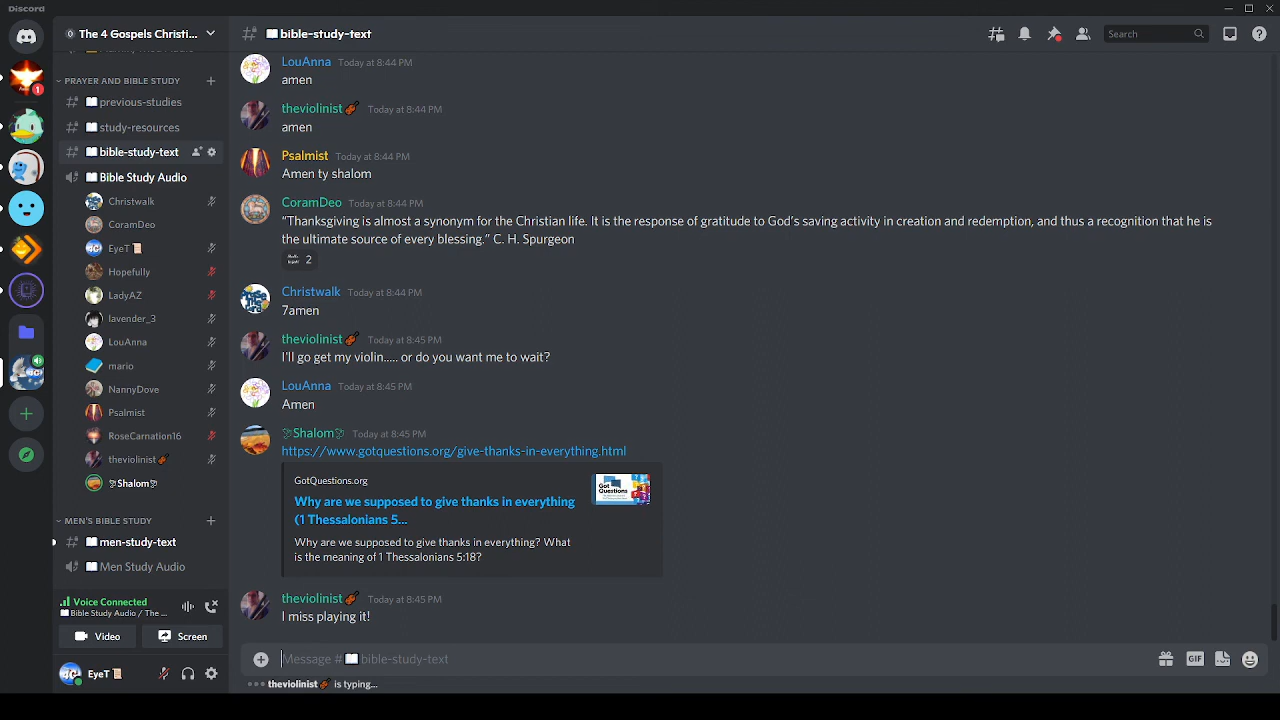 Discord
The 4 Gospels Christi...
bible-study-text
Search
PRAYER AND BIBLE STUDY
previous-studies
study-resources
bible-study-text
Bible Study Audio
Christwalk
CoramDeo
EyeT
Hopefully
LadyAZ
lavender_3
LouAnna
mario
NannyDove
Psalmist
RoseCarnation16
theviolinist
Shalom
MEN'S BIBLE STUDY
men-study-text
Men Study Audio
Voice Connected
Bible Study Audio / The ...
Video
Screen
EyeT
1
LouAnna Today at 8:44 PM
amen
theviolinist Today at 8:44 PM
amen
Psalmist Today at 8:44 PM
Amen ty shalom
CoramDeo Today at 8:44 PM
“Thanksgiving is almost a synonym for the Christian life. It is the response of gratitude to God's saving activity in creation and redemption, and thus a recognition that he is
the ultimate source of every blessing.” C. H. Spurgeon
2
Christwalk Today at 8:44 PM
7amen
theviolinist Today at 8:45 PM
I'll go get my violin..... or do you want me to wait?
LouAnna Today at 8:45 PM
Amen
Shalom Today at 8:45 PM
https://www.gotquestions.org/give-thanks-in-everything.html
GotQuestions.org
Why are we supposed to give thanks in everything
(1 Thessalonians 5...
Why are we supposed to give thanks in everything? What
is the meaning of 1 Thessalonians 5:18?
Got
Questions
theviolinist Today at 8:45 PM
I miss playing it!
Message # bible-study-text
GIF
theviolinist is typing...